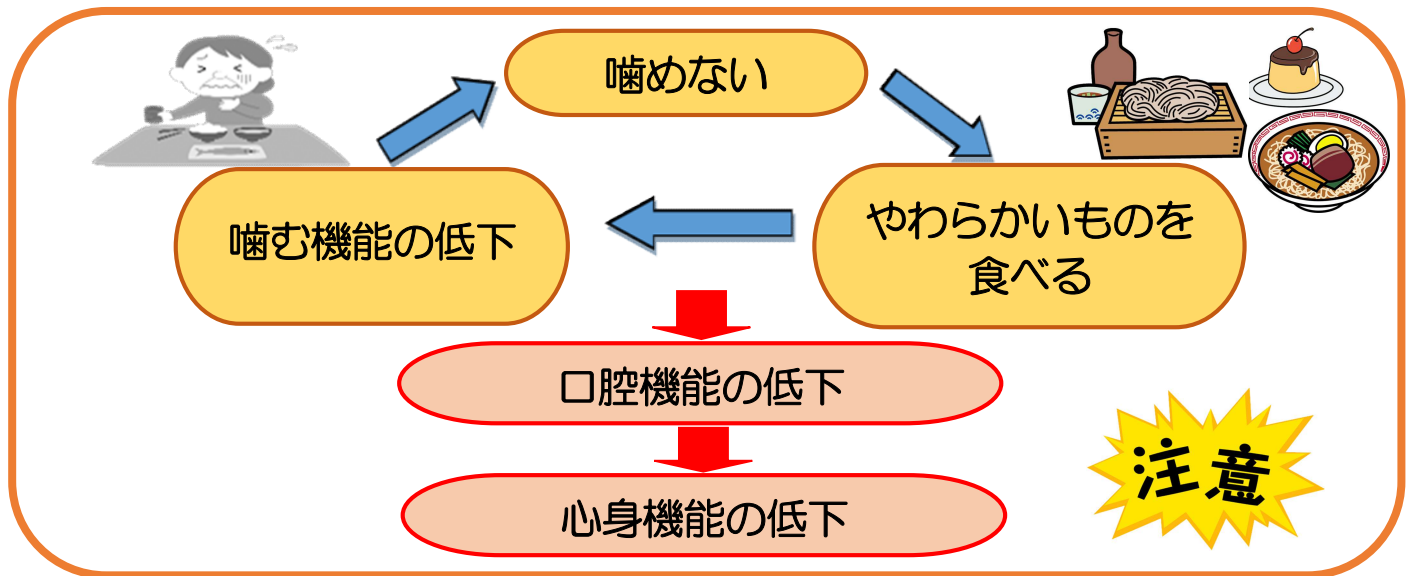 噛めない
やわらかいものを
食べる
噛む機能の低下
口腔機能の低下
心身機能の低下
注意